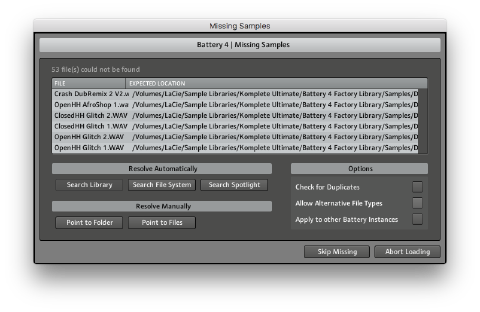 Missing Samples
Battery 4 | Missing Samples
53 file(s) could not be found
FILE EXPECTED LOCATION
Crash DubRemix 2 V2.w /Volumes/LaCie/Sample Libraries/Komplete Ultimate/Battery 4 Factory Library/Samples/D
OpenHH AfroShop 1.wa /Volumes/LaCie/Sample Libraries/Komplete Ultimate/Battery 4 Factory Library/Samples/D
ClosedHH Glitch 2.WAV /Volumes/LaCie/Sample Libraries/Komplete Ultimate/Battery 4 Factory Library/Samples/D
ClosedHH Glitch 1.WAV /Volumes/LaCie/Sample Libraries/Komplete Ultimate/Battery 4 Factory Library/Samples/D
OpenHH Glitch 2.WAV /Volumes/LaCie/Sample Libraries/Komplete Ultimate/Battery 4 Factory Library/Samples/D
OpenHH Glitch 1.WAV /Volumes/LaCie/Sample Libraries/Komplete Ultimate/Battery 4 Factory Library/Samples/D
Resolve Automatically
Search Library Search File System Search Spotlight
Resolve Manually
Point to Folder Point to Files
Options
Check for Duplicates
Allow Alternative File Types
Apply to other Battery Instances
Skip Missing Abort Loading